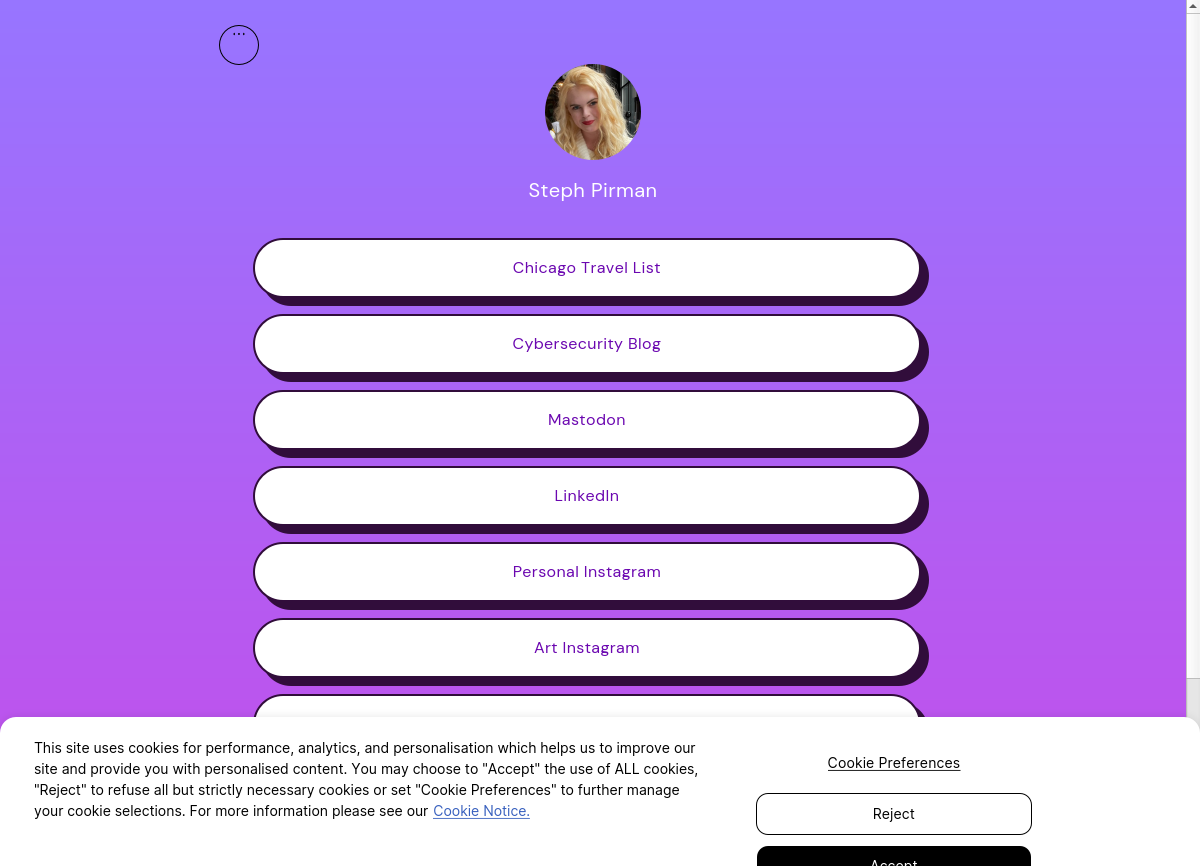 Steph Pirman
Chicago Travel List
Cybersecurity Blog
Mastodon
LinkedIn
Personal Instagram
Art Instagram
This site uses cookies for performance, analytics, and personalisation which helps us to improve our
site and provide you with personalised content. You may choose to "Accept" the use of ALL cookies,
"Reject" to refuse all but strictly necessary cookies or set "Cookie Preferences" to further manage
your cookie selections. For more information please see our Cookie Notice.
Cookie Preferences
Reject
Accept